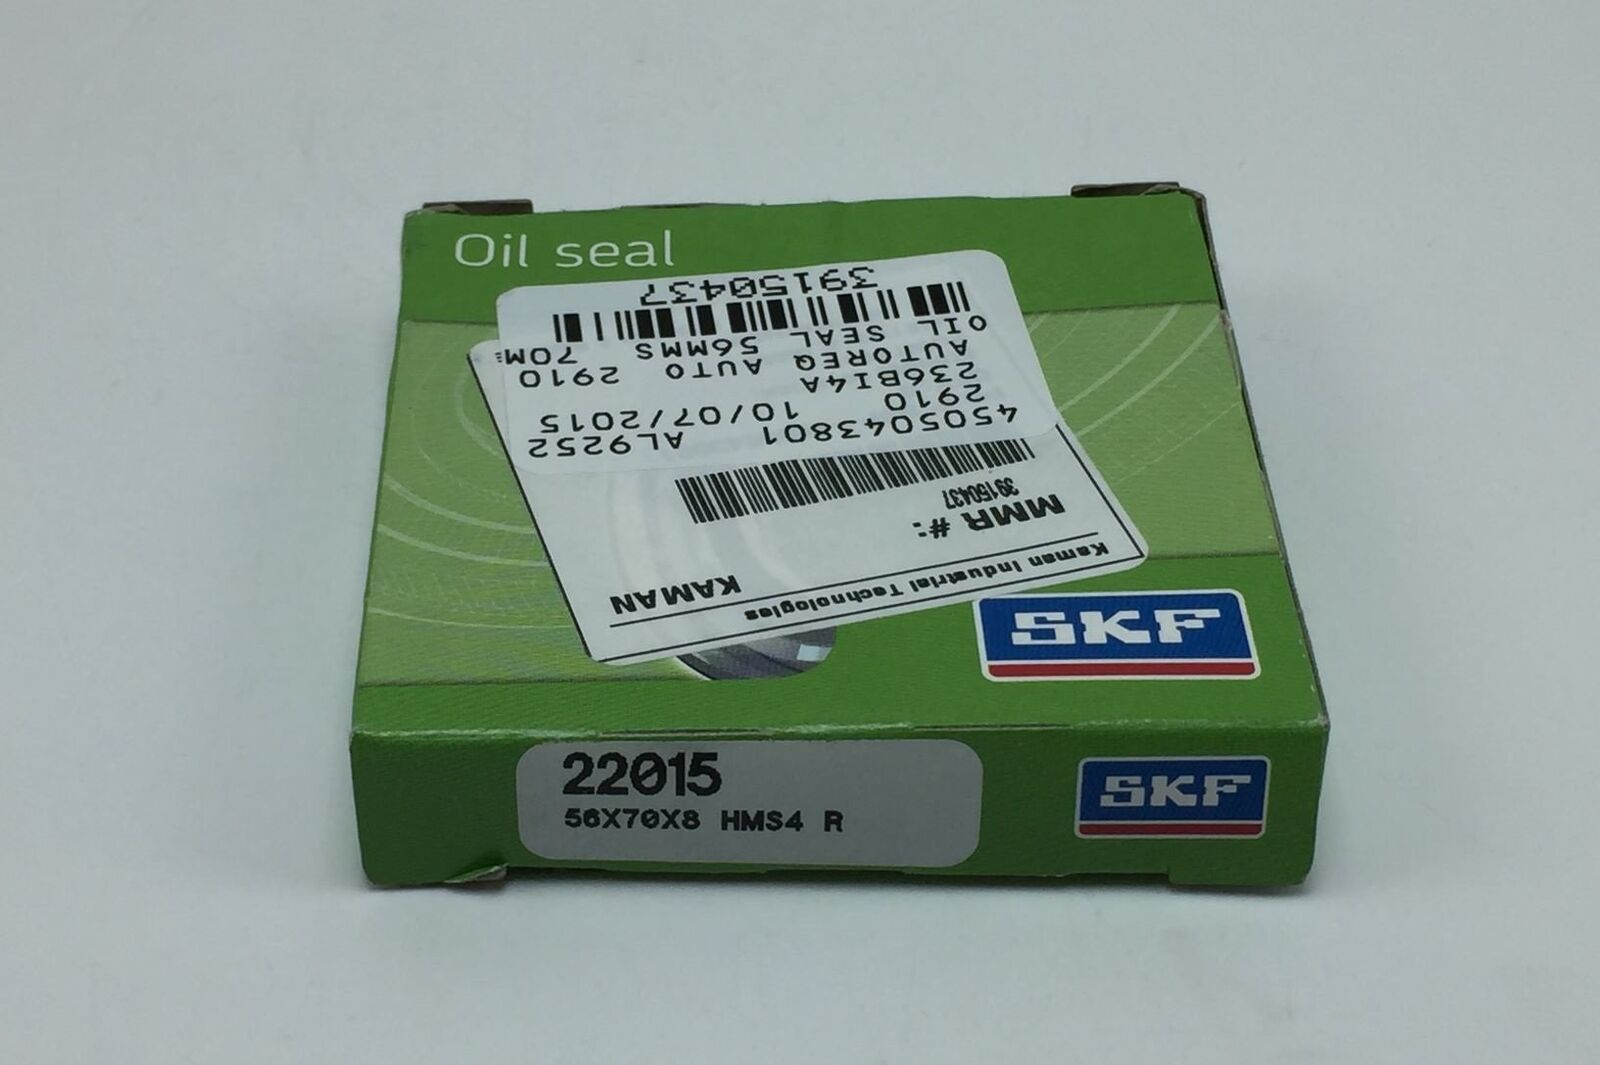 Oil seal
39150437
OIL SEAL 56MMS 70M
AUTOREQ AUTO 2910
236BI4A
2910 10/07/2015
4505043801 AL9252
MMR #:
39150437
KAMAN
Kaman Industrial Technologies
SKF
22015
56X70X8 HMS4 R
SKF